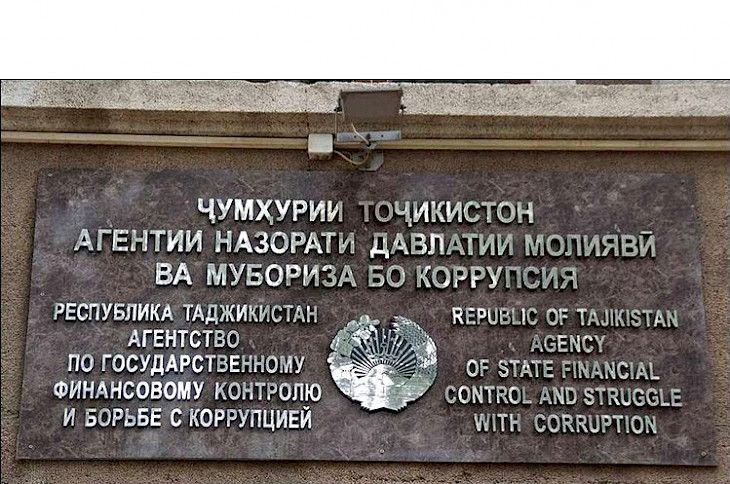 ҶУМҲУРИИ ТОҶИКИСТОН
АГЕНТИИ НАЗОРАТИ ДАВЛАТИИ МОЛИЯВӢ
ВА МУБОРИЗА БО КОРРУПСИЯ
РЕСПУБЛИКА ТАДЖИКИСТАН
АГЕНТСТВО
ПО ГОСУДАРСТВЕННОМУ
ФИНАНСОВОМУ КОНТРОЛЮ
И БОРЬБЕ С КОРРУПЦИЕЙ
REPUBLIC OF TAJIKISTAN
AGENCY
OF STATE FINANCIAL
CONTROL AND STRUGGLE
WITH CORRUPTION